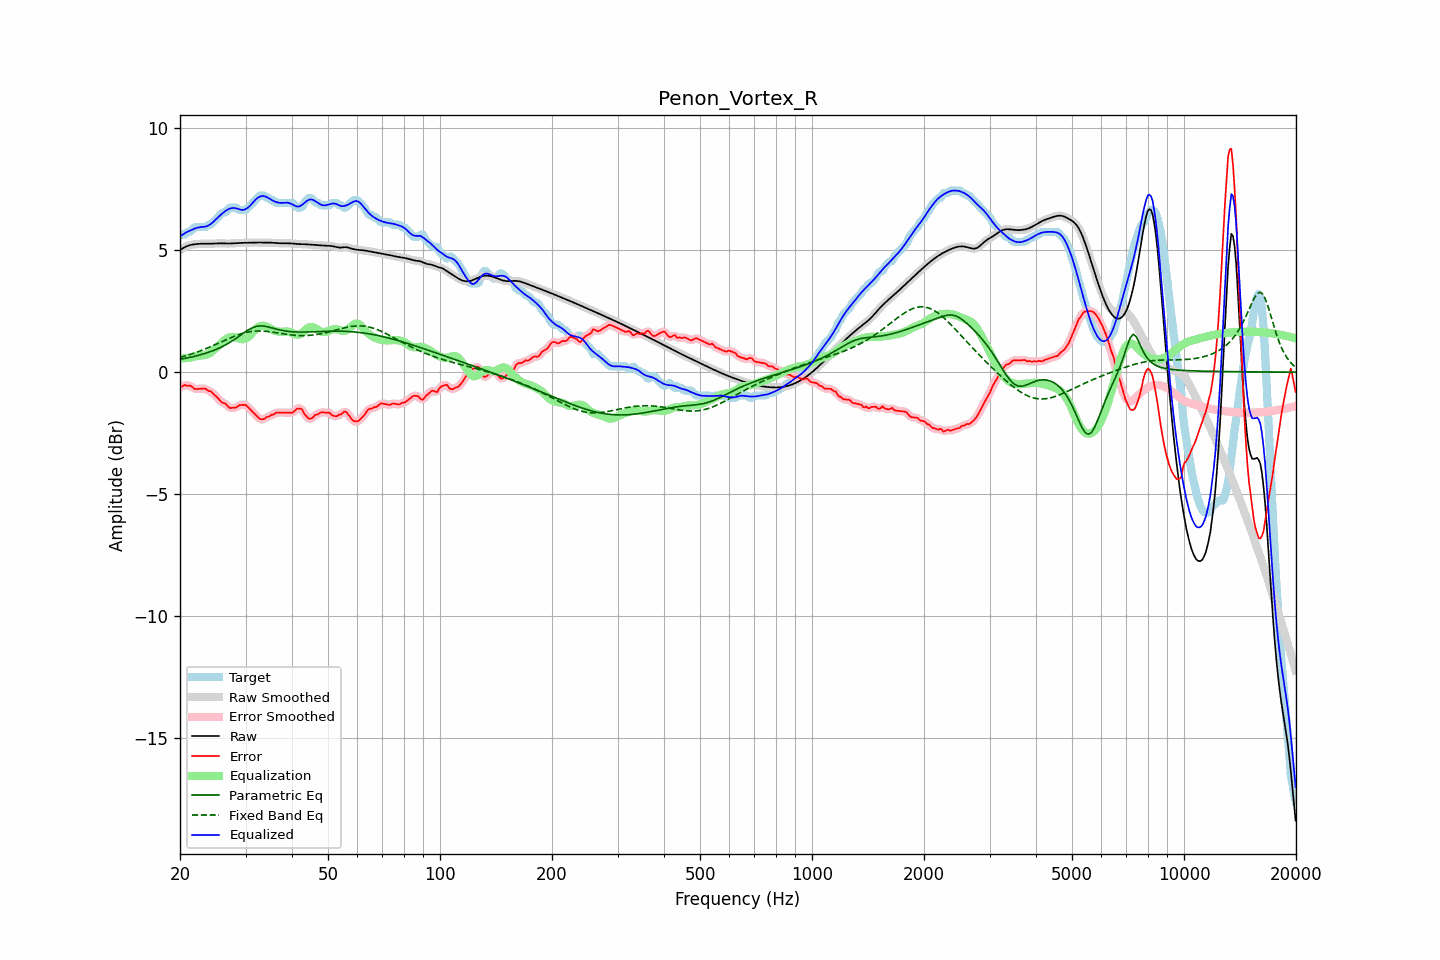 Penon_Vortex_R
Amplitude (dBr)
10
5
0
−5
−10
−15
Target
Raw Smoothed
Error Smoothed
Raw
Error
Equalization
Parametric Eq
Fixed Band Eq
Equalized
20 50 100 200 500 1000 2000 5000 10000 20000
Frequency (Hz)